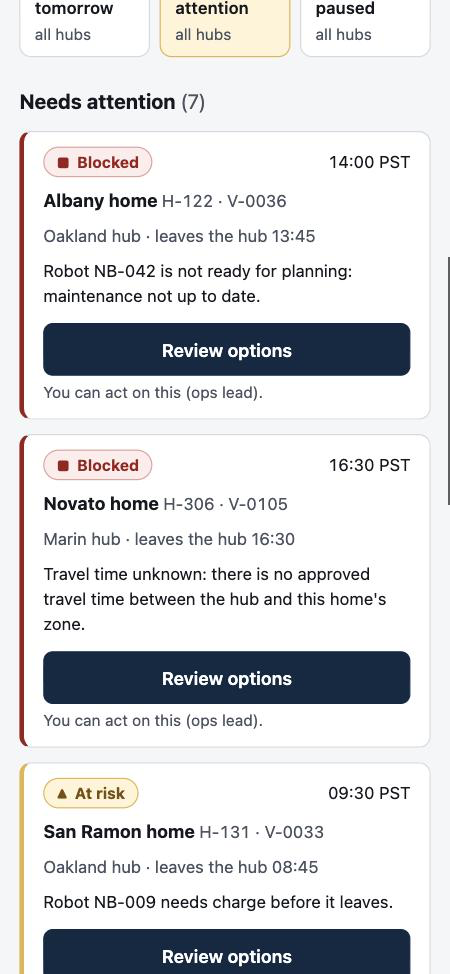 tomorrow
all hubs
attention
all hubs
paused
all hubs
Needs attention (7)
Blocked
14:00 PST
Albany home H-122 · V-0036
Oakland hub · leaves the hub 13:45
Robot NB-042 is not ready for planning:
maintenance not up to date.
Review options
You can act on this (ops lead).
Blocked
16:30 PST
Novato home H-306 · V-0105
Marin hub · leaves the hub 16:30
Travel time unknown: there is no approved
travel time between the hub and this home's
zone.
Review options
You can act on this (ops lead).
At risk
09:30 PST
San Ramon home H-131 · V-0033
Oakland hub · leaves the hub 08:45
Robot NB-009 needs charge before it leaves.
Review options